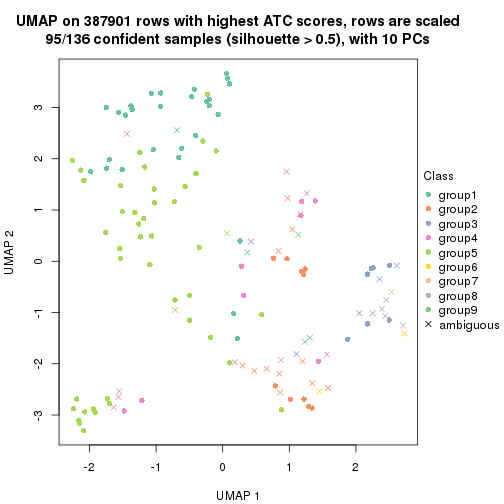 UMAP on 387901 rows with highest ATC scores, rows are scaled
95/136 confident samples (silhouette > 0.5), with 10 PCs
3
2
1
0
-1
-2
-3
UMAP 2
-2
-1
0
1
2
UMAP 1
Class
group1
group2
group3
group4
group5
group6
group7
group8
group9
ambiguous